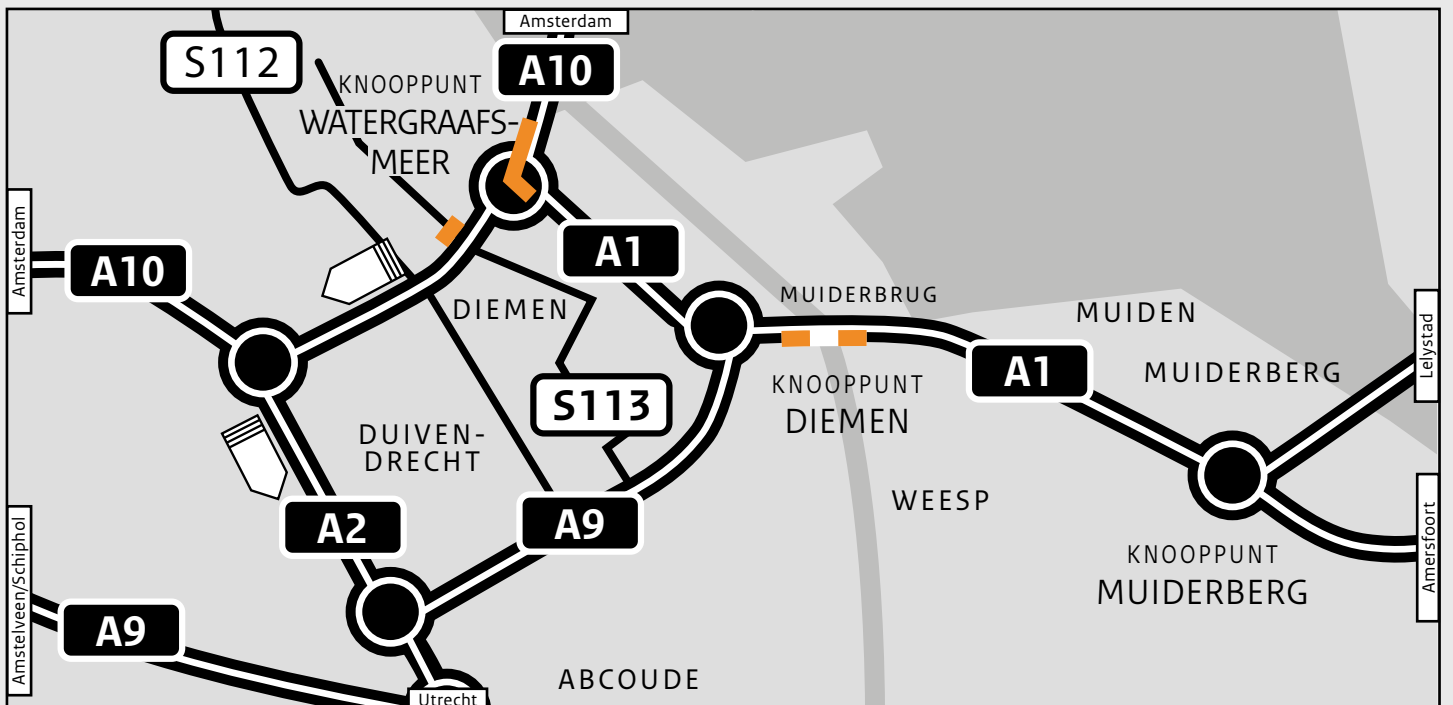 Amsterdam
S112
A10
KNOOPPUNT
WATERGRAAFS-
MEER
Amsterdam
A10
A1
DIEMEN
MUIDERBRUG
MUIDEN
Lelystad
A1
MUIDERBERG
KNOOPPUNT
DIEMEN
S113
DUIVEN-
DRECHT
WEESP
A2
A9
Amersfoort
KNOOPPUNT
MUIDERBERG
Amstelveen/Schiphol
A9
ABCOUDE
Utrecht